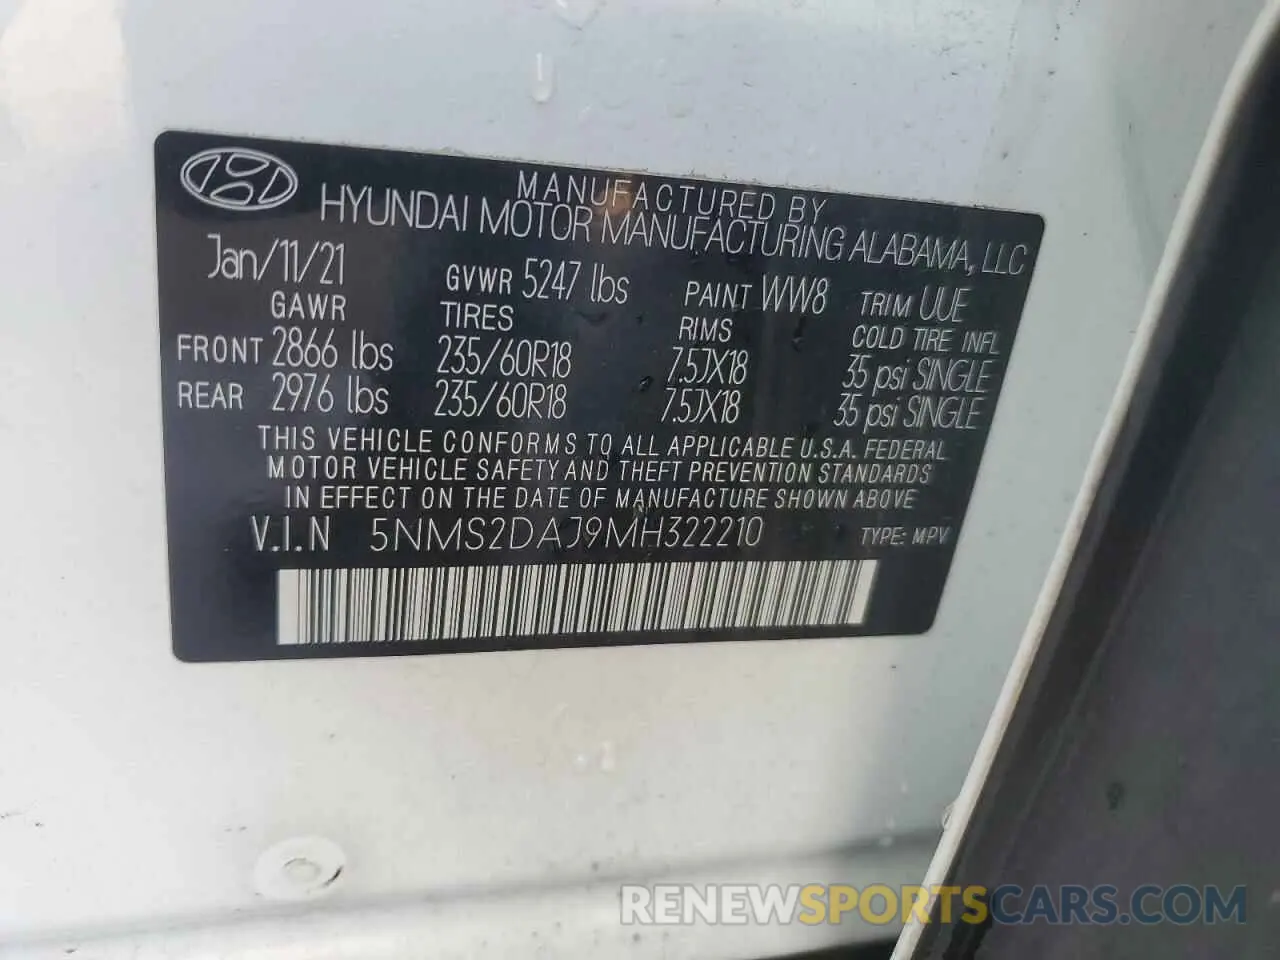 MANUFACTURED BY
HYUNDAI MOTOR MANUFACTURING ALABAMA, LLC
Jan/11/21 GVWR 5247 lbs PAINT WW8 TRIM UUE
GAWR TIRES RIMS COLD TIRE INFL
FRONT 2866 lbs 235/60R18 7.5JX18 35 psi SINGLE
REAR 2976 lbs 235/60R18 7.5JX18 35 psi SINGLE
THIS VEHICLE CONFORMS TO ALL APPLICABLE U.S.A. FEDERAL
MOTOR VEHICLE SAFETY AND THEFT PREVENTION STANDARDS
IN EFFECT ON THE DATE OF MANUFACTURE SHOWN ABOVE
V.I.N 5NMS2DAJ9MH322210 TYPE: MPV
RENEWSPORTSCARS.COM